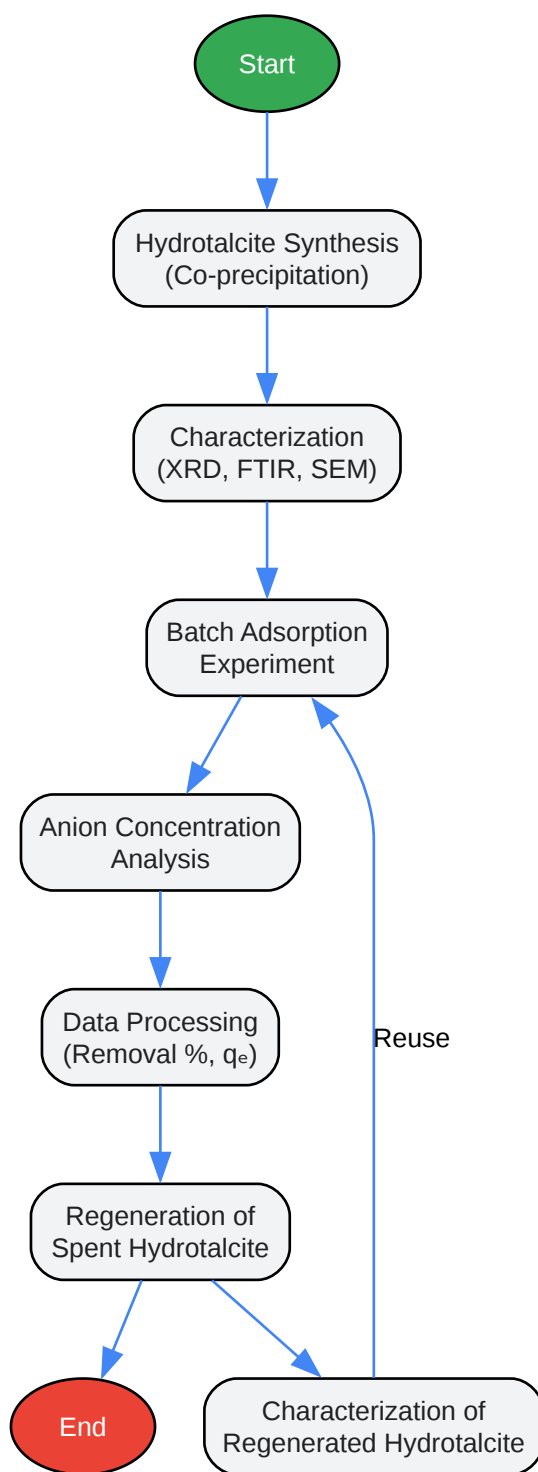 Start
Hydrotalcite Synthesis
(Co-precipitation)
Characterization
(XRD, FTIR, SEM)
Batch Adsorption
Experiment
Anion Concentration
Analysis
Data Processing
(Removal %, qₑ)
Reuse
Regeneration of
Spent Hydrotalcite
End
Characterization of
Regenerated Hydrotalcite